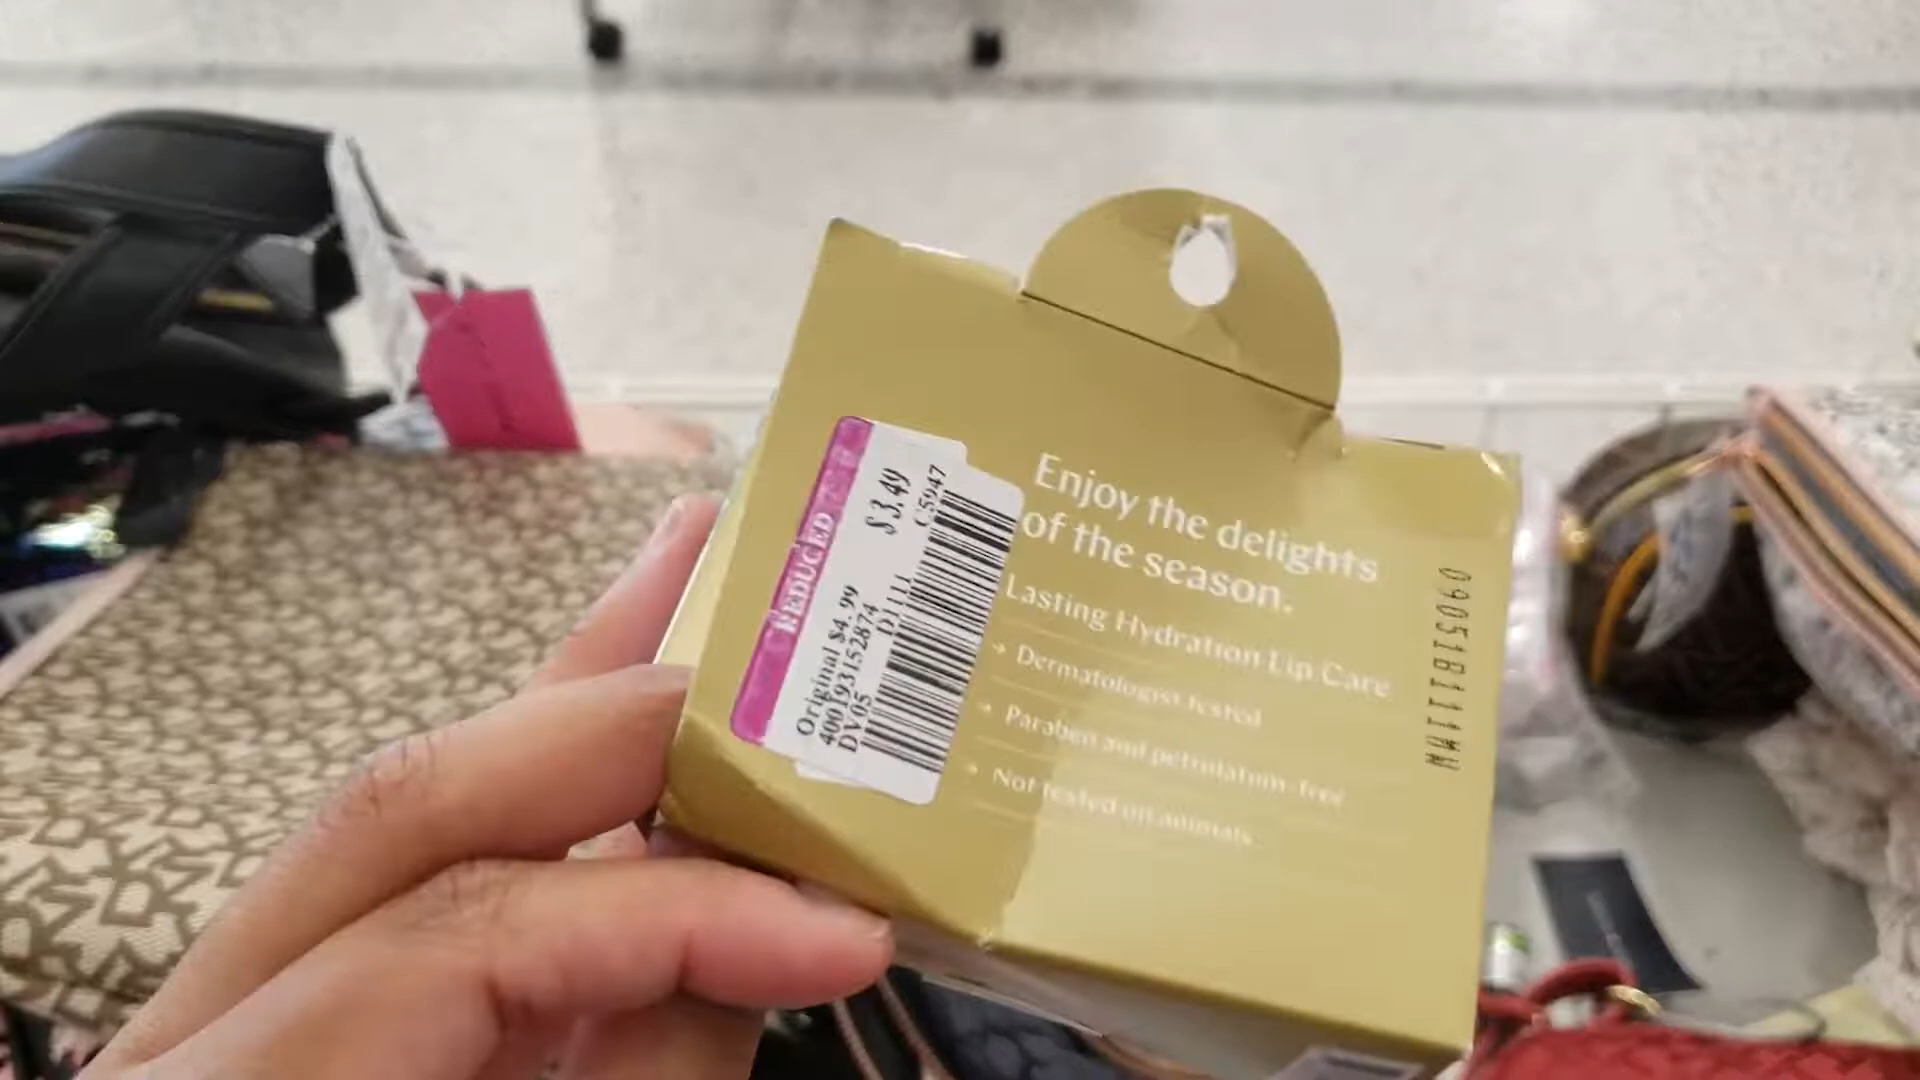 REDUCED
$3.49
C5947
Original $4.99
400193152874
DV05 D111
Enjoy the delights
of the season.
Lasting Hydration Lip Care
Dermatologist tested
Paraben and petrolatum-free
Not tested on animals.